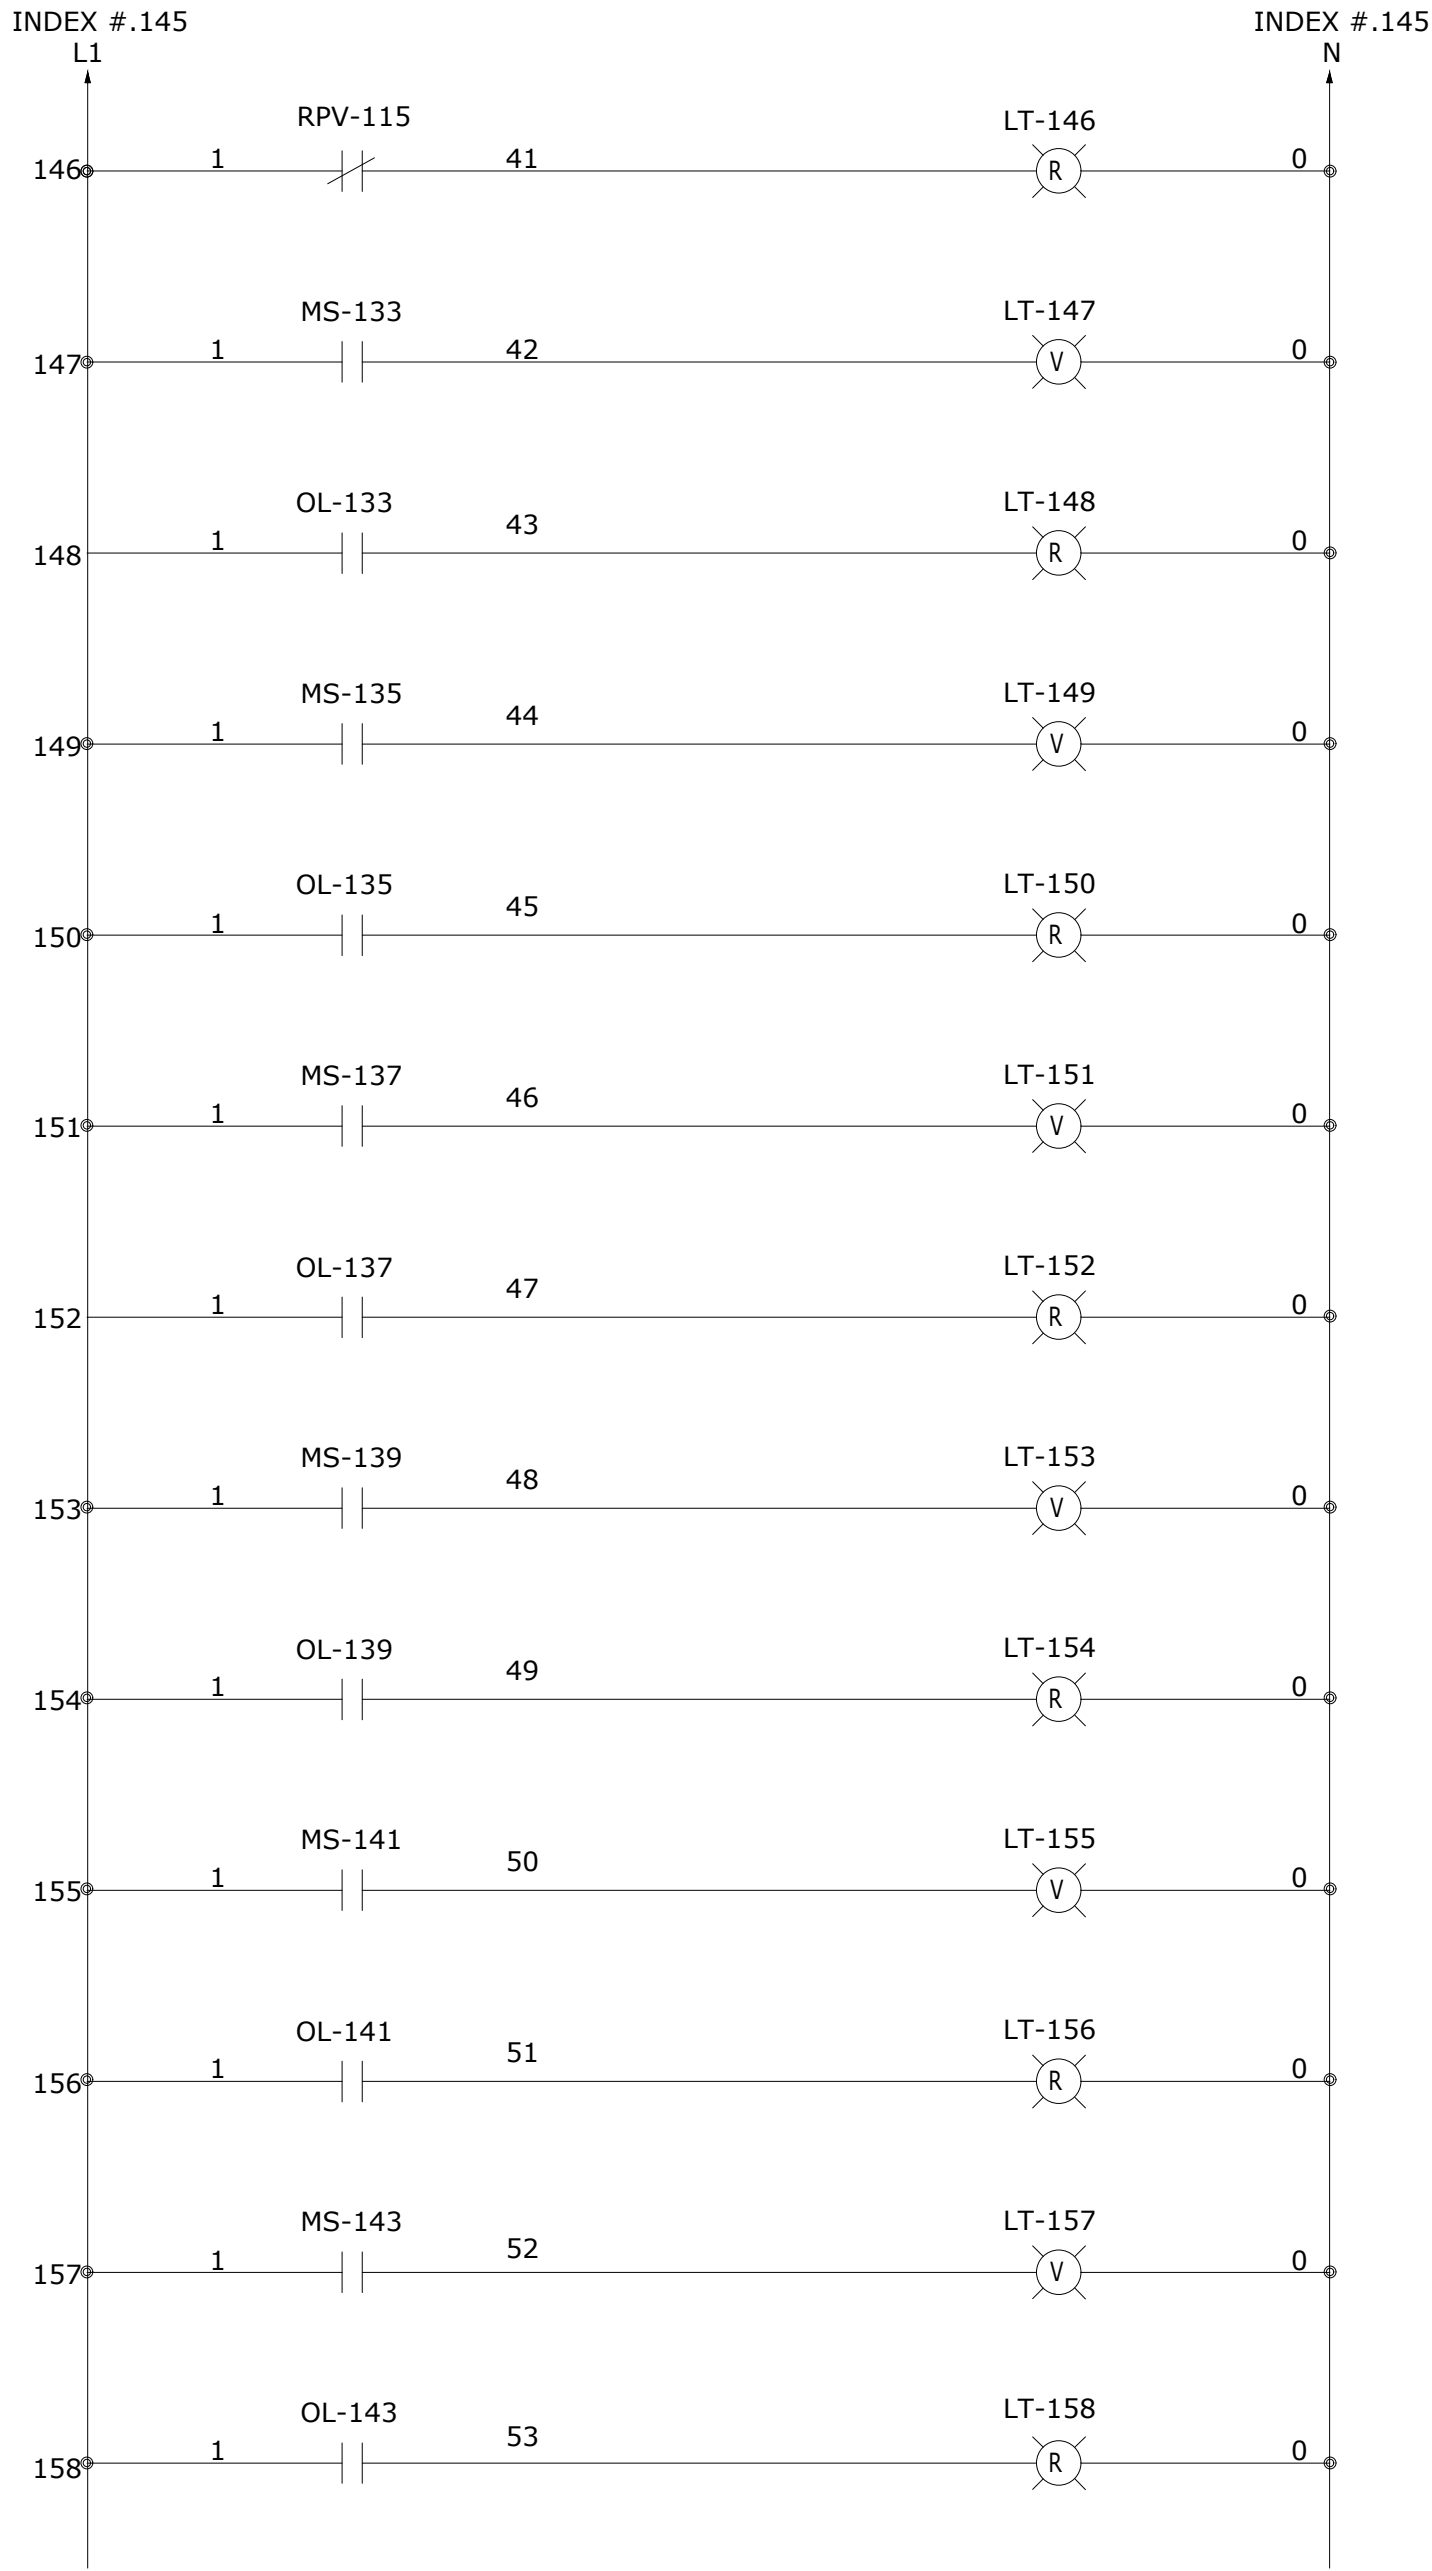 INDEX #.145 INDEX #.145
L1 N
RPV-115 LT-146
146 1 41 R 0
MS-133 LT-147
147 1 42 V 0
OL-133 LT-148
148 1 43 R 0
MS-135 LT-149
149 1 44 V 0
OL-135 LT-150
150 1 45 R 0
MS-137 LT-151
151 1 46 V 0
OL-137 LT-152
152 1 47 R 0
MS-139 LT-153
153 1 48 V 0
OL-139 LT-154
154 1 49 R 0
MS-141 LT-155
155 1 50 V 0
OL-141 LT-156
156 1 51 R 0
MS-143 LT-157
157 1 52 V 0
OL-143 LT-158
158 1 53 R 0